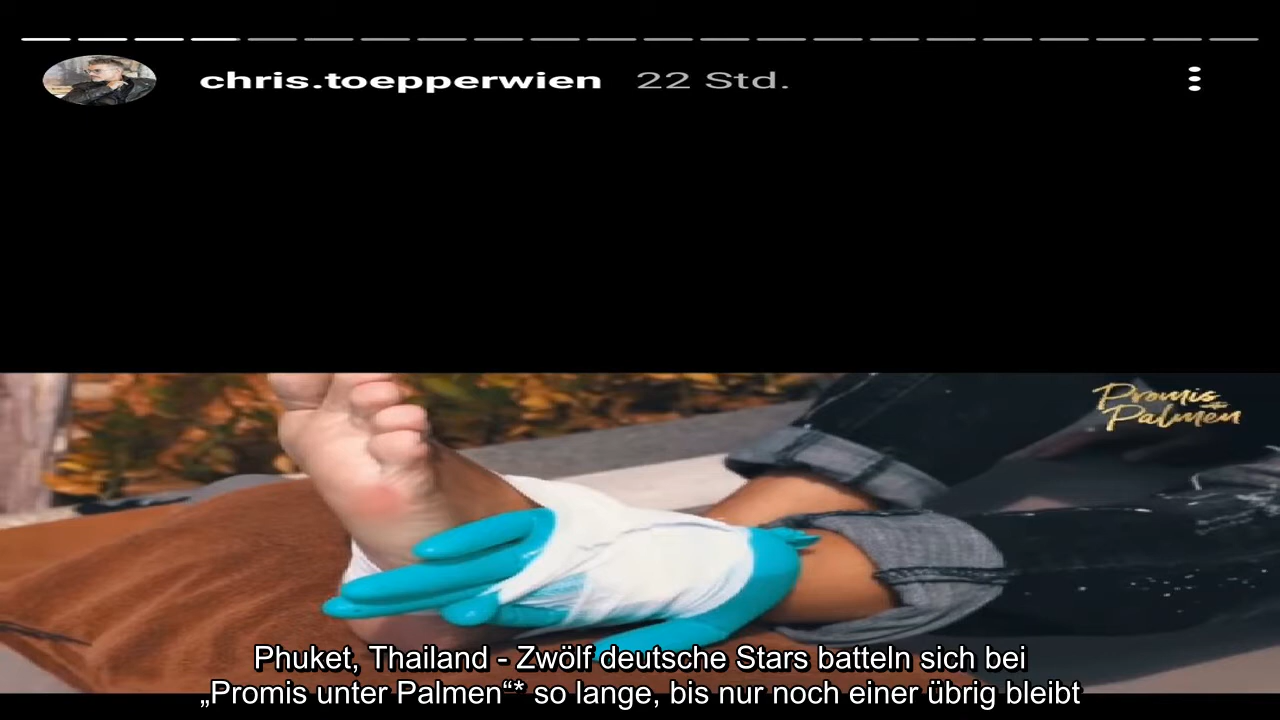 chris.toepperwien 22 Std.
Promis
Palmen
Phuket, Thailand - Zwölf deutsche Stars batteln sich bei
„Promis unter Palmen“* so lange, bis nur noch einer übrig bleibt